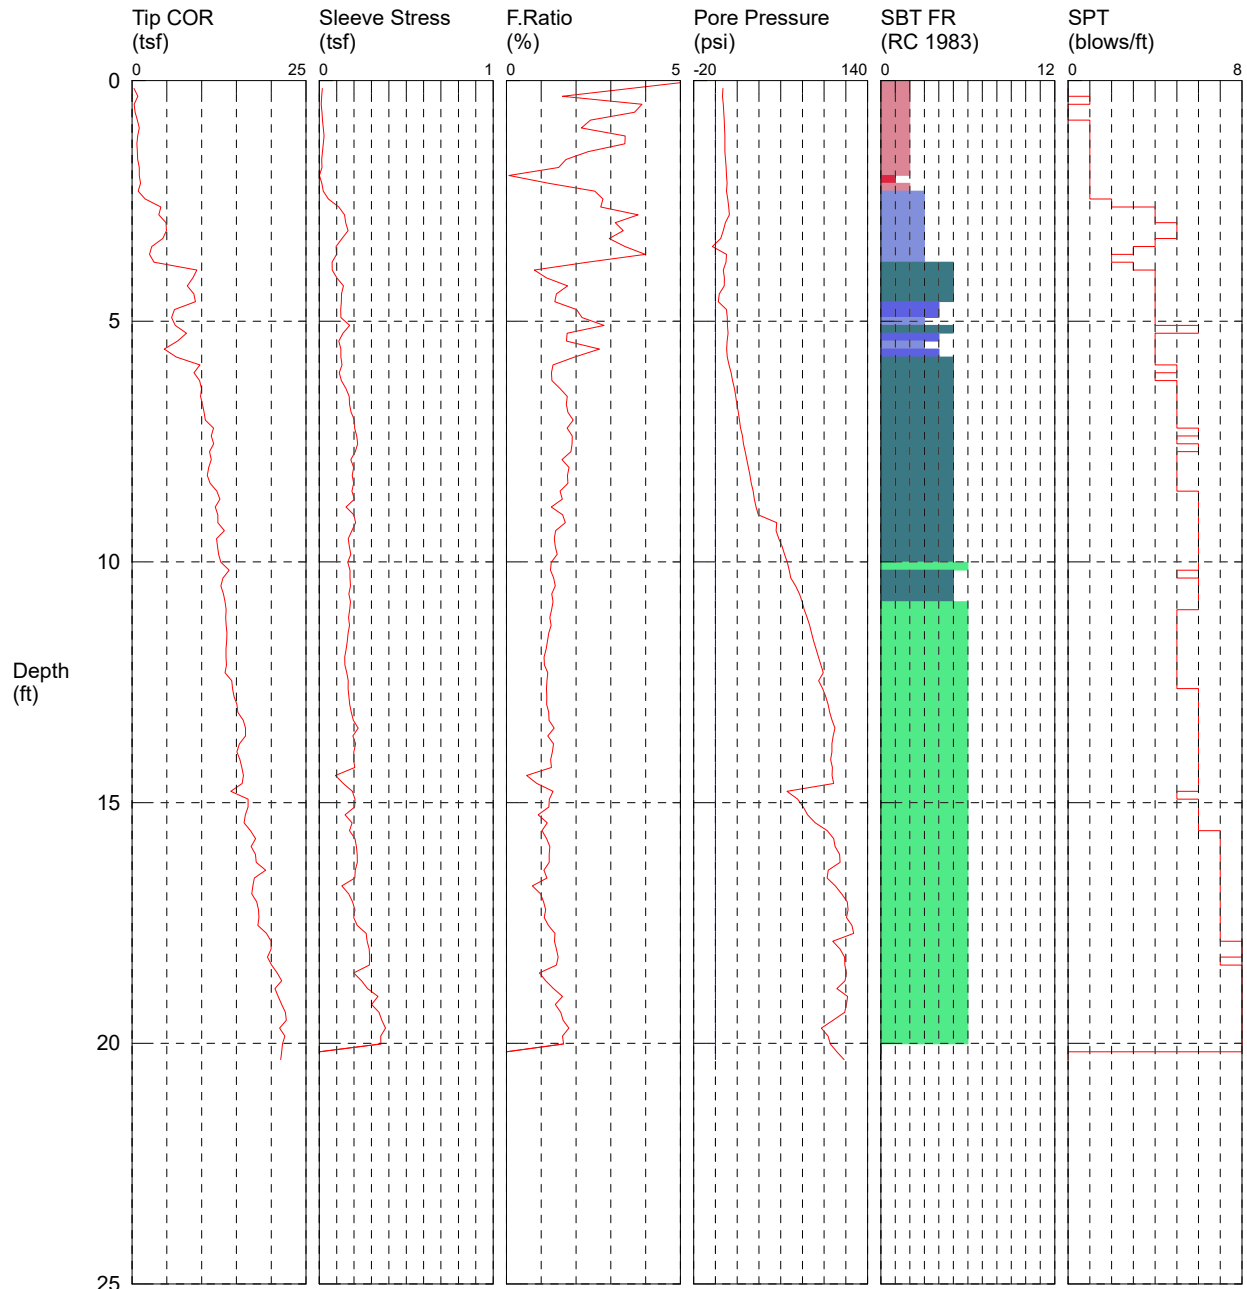 Tip COR
(tsf)
Sleeve Stress
(tsf)
F.Ratio
(%)
Pore Pressure
(psi)
SBT FR
(RC 1983)
SPT
(blows/ft)
0 25 0 1 0 5 -20 140 0 12 0 8
0
5
10
Depth
(ft)
15
20
25